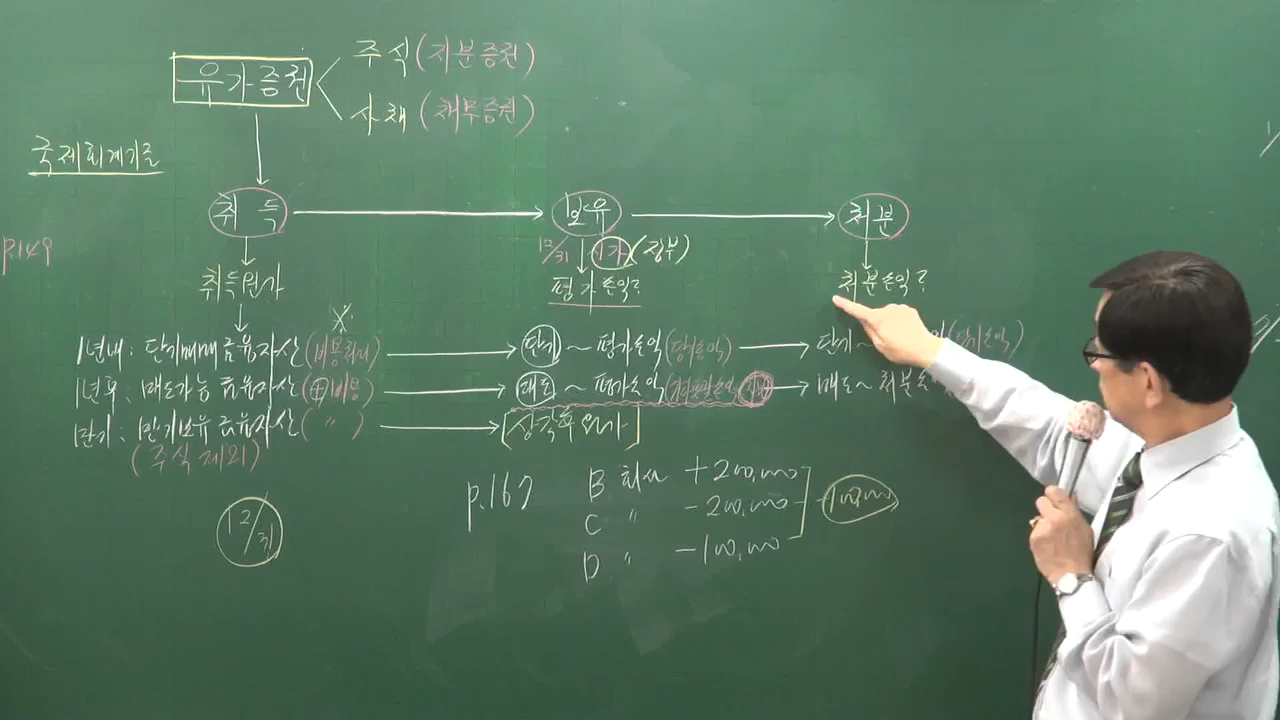 유가증권
주식 (지분증권)
사채 (채무증권)
국제회계기준
취득
보유
처분
p.149
취득원가
12/31
시가 (장부)
평가손익?
처분손익?
1년내 : 단기매매금융자산 (비용처리)
단기 ~ 평가손익 (당기손익)
단기 ~
(당기손익)
1년후 : 매도가능금융자산 (+비용)
매도 ~ 평가손익
매도 ~ 처분손
만기 : 만기보유금융자산 ( 〃 )
[상각후원가]
(주식 제외)
12/31
p.167
B 회사 +200,000
C 〃 -200,000
D 〃 -100,000
-100,000